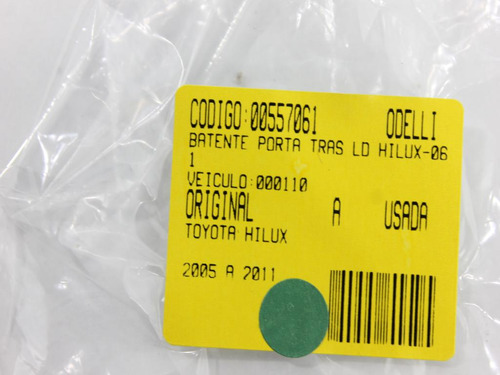 CODIGO:00557061 ODELLI
BATENTE PORTA TRAS LD HILUX-06
1
VEICULO:000110
ORIGINAL A USADA
TOYOTA HILUX
2005 A 2011